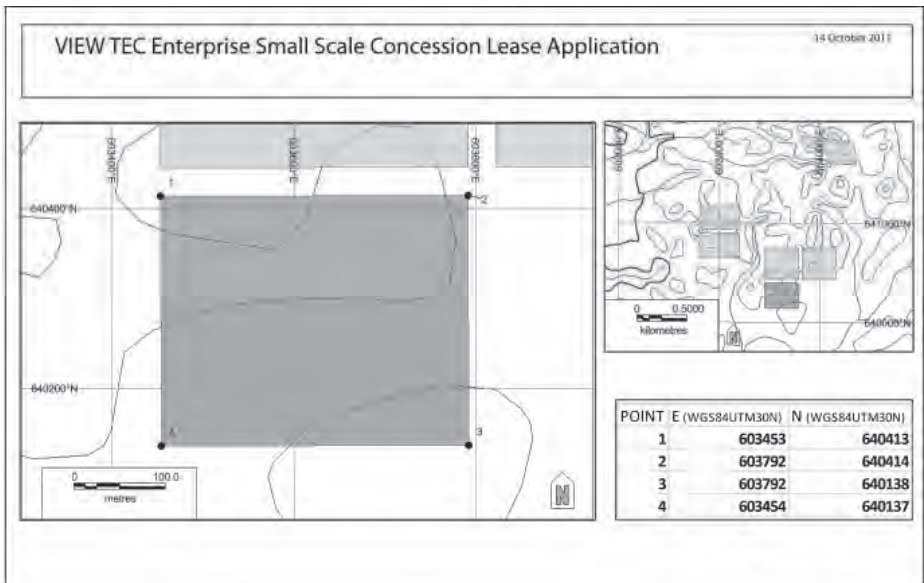 VIEW TEC Enterprise Small Scale Concession Lease Application
14 October 2011
603400°E
603800°E
1
2
640400°N
640200°N
4
3
0 100.0
metres
N
641000°N
640000°N
0 0.5000
kilometres
N
POINT E (WGS84UTM30N) N (WGS84UTM30N)
1 603453 640413
2 603792 640414
3 603792 640138
4 603454 640137